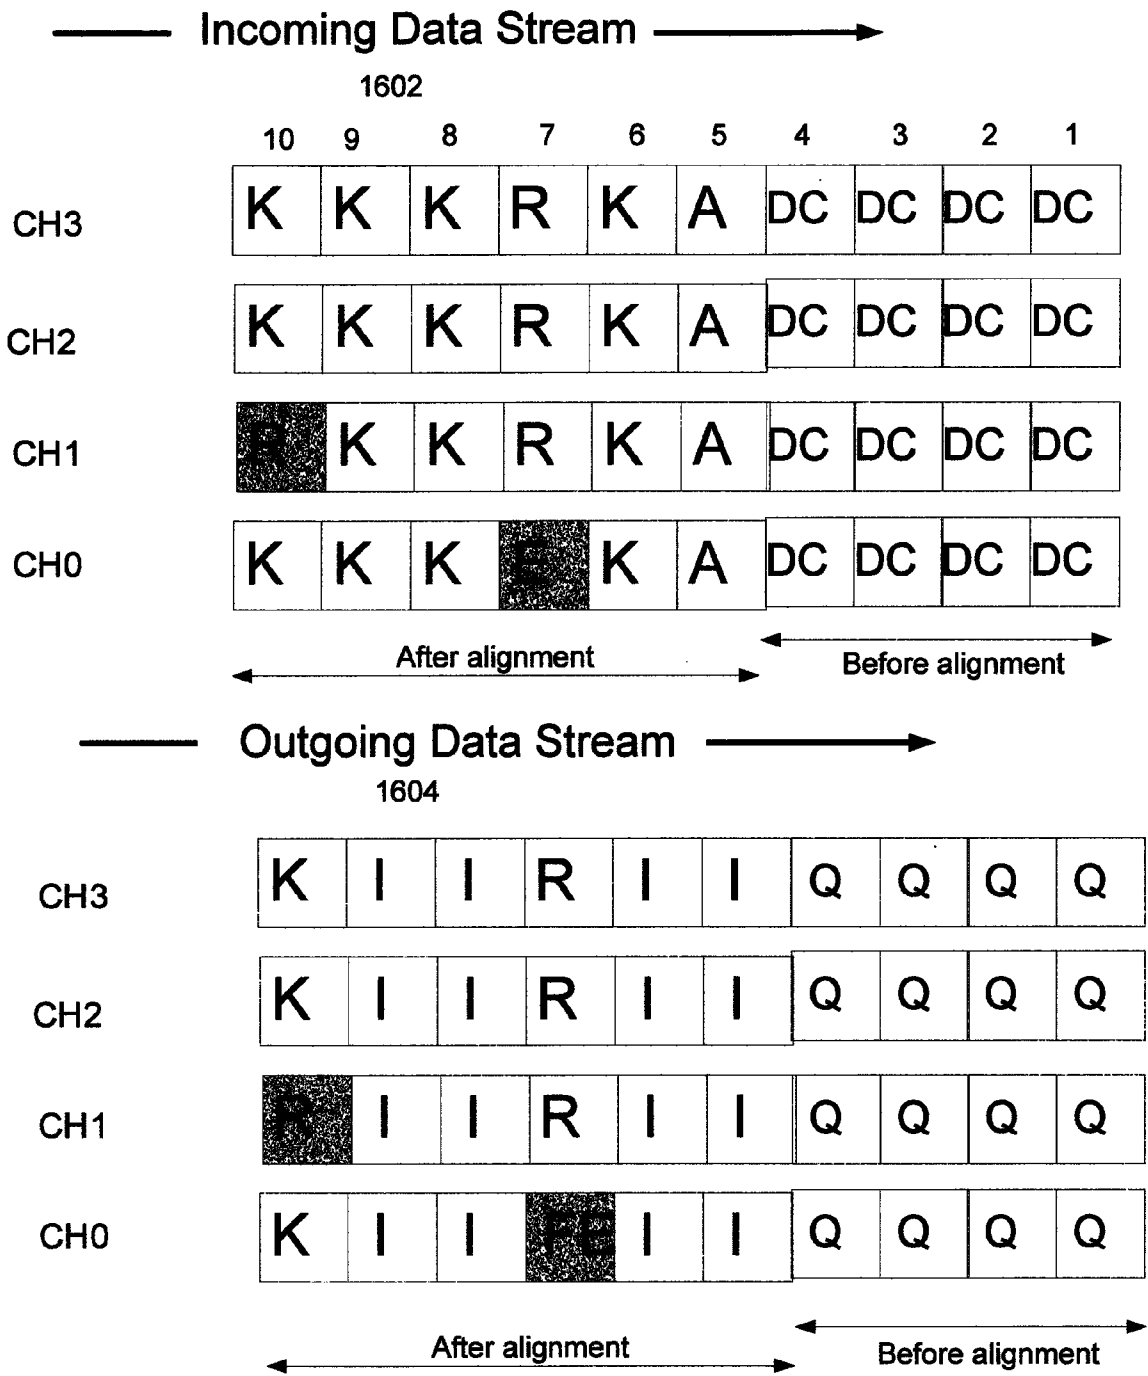 Incoming Data Stream
1602
10 9 8 7 6 5 4 3 2 1
CH3 K K K R K A DC DC DC DC
CH2 K K K R K A DC DC DC DC
CH1 R K K R K A DC DC DC DC
CH0 K K K E K A DC DC DC DC
After alignment Before alignment
Outgoing Data Stream
1604
CH3 K I I R I I Q Q Q Q
CH2 K I I R I I Q Q Q Q
CH1 R I I R I I Q Q Q Q
CH0 K I I FE I I Q Q Q Q
After alignment Before alignment